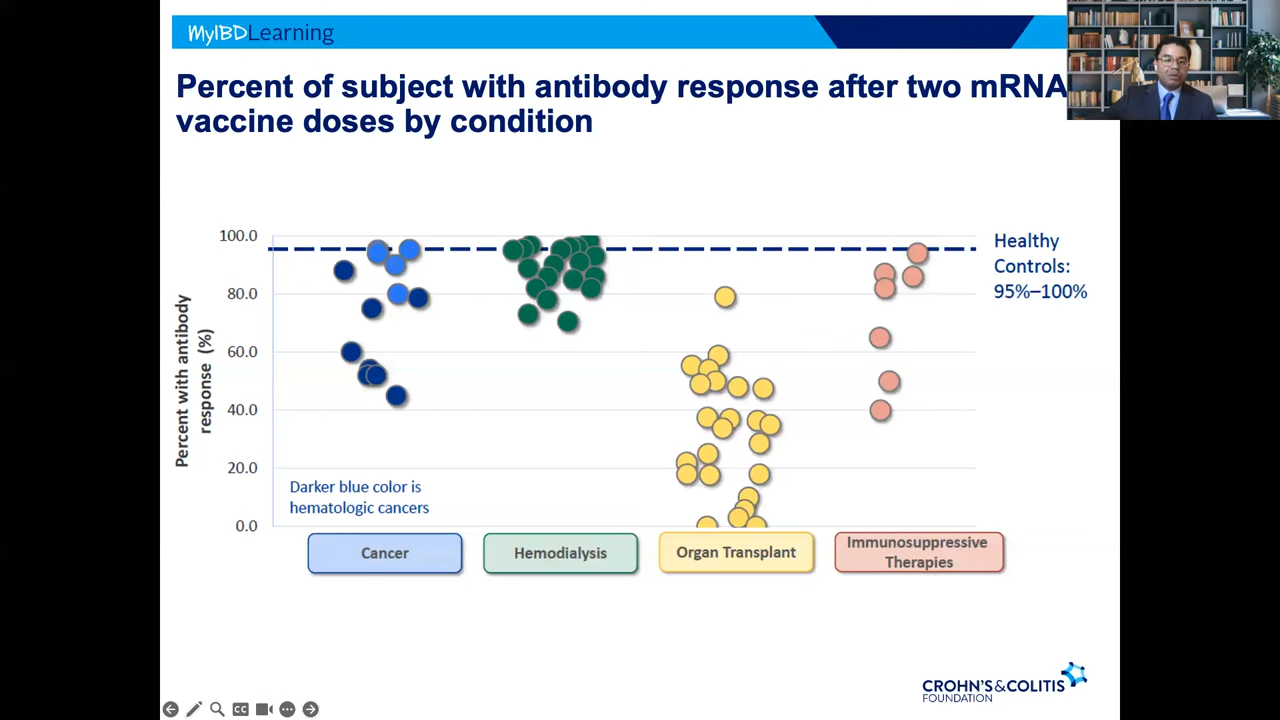 MyIBDLearning
Percent of subject with antibody response after two mRNA
vaccine doses by condition
100.0
80.0
60.0
40.0
20.0
0.0
Percent with antibody
response (%)
Healthy
Controls:
95%–100%
Darker blue color is
hematologic cancers
Cancer
Hemodialysis
Organ Transplant
Immunosuppressive
Therapies
CROHN'S&COLITIS
FOUNDATION
CC